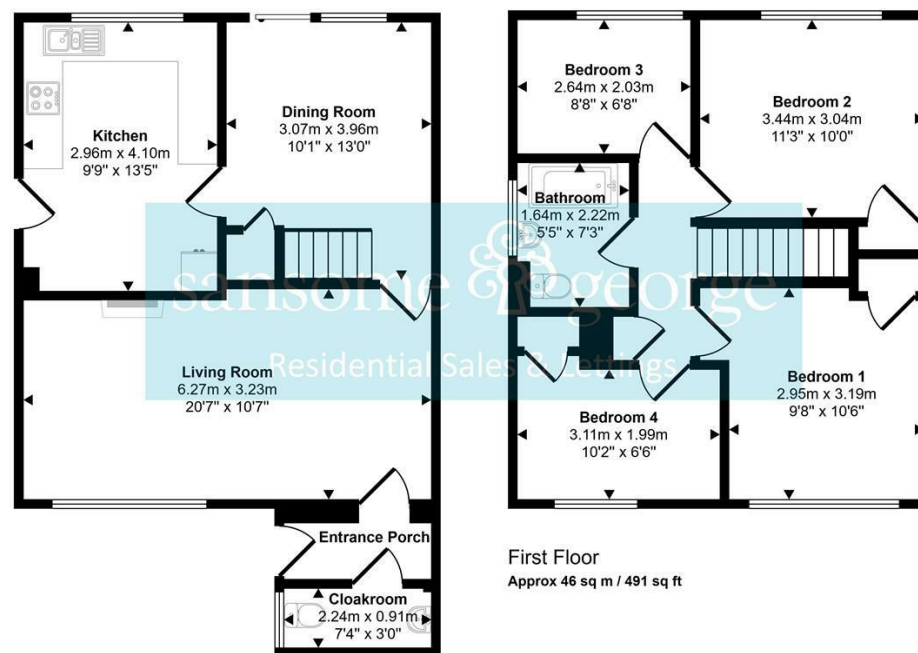 Kitchen
2.96m x 4.10m
9'9" x 13'5"
Dining Room
3.07m x 3.96m
10'1" x 13'0"
Living Room
6.27m x 3.23m
20'7" x 10'7"
Entrance Porch
Cloakroom
2.24m x 0.91m
7'4" x 3'0"
Bedroom 3
2.64m x 2.03m
8'8" x 6'8"
Bedroom 2
3.44m x 3.04m
11'3" x 10'0"
Bathroom
1.64m x 2.22m
5'5" x 7'3"
Bedroom 1
2.95m x 3.19m
9'8" x 10'6"
Bedroom 4
3.11m x 1.99m
10'2" x 6'6"
First Floor
Approx 46 sq m / 491 sq ft
sansome george
Residential Sales & Lettings